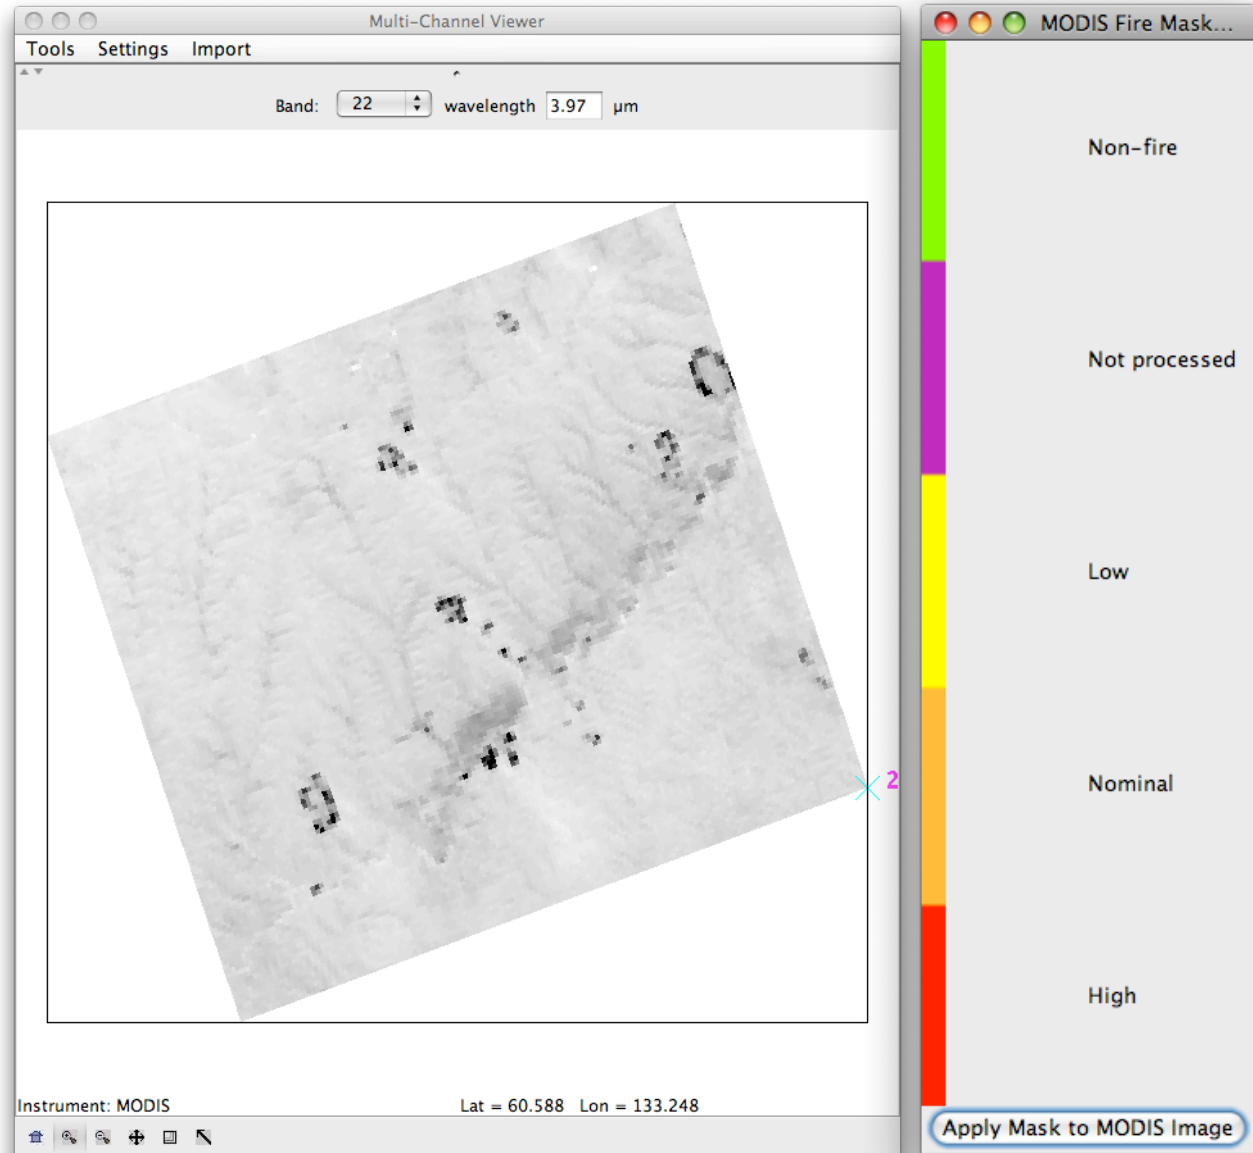 Multi-Channel Viewer
Tools Settings Import
Band: 22 wavelength 3.97 μm
2
Instrument: MODIS Lat = 60.588 Lon = 133.248
MODIS Fire Mask...
Non-fire
Not processed
Low
Nominal
High
Apply Mask to MODIS Image